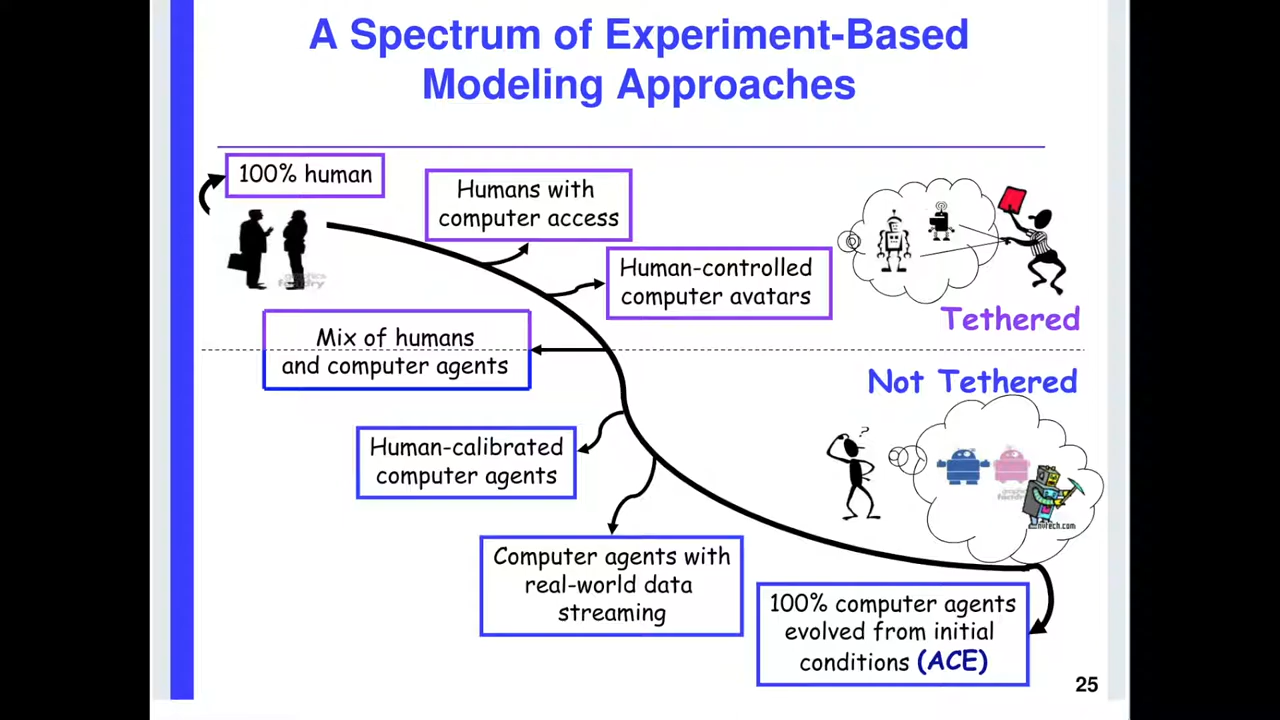 A Spectrum of Experiment-Based
Modeling Approaches
100% human
Humans with
computer access
Human-controlled
computer avatars
Tethered
Mix of humans
and computer agents
Not Tethered
?
Human-calibrated
computer agents
Computer agents with
real-world data
streaming
100% computer agents
evolved from initial
conditions (ACE)
25